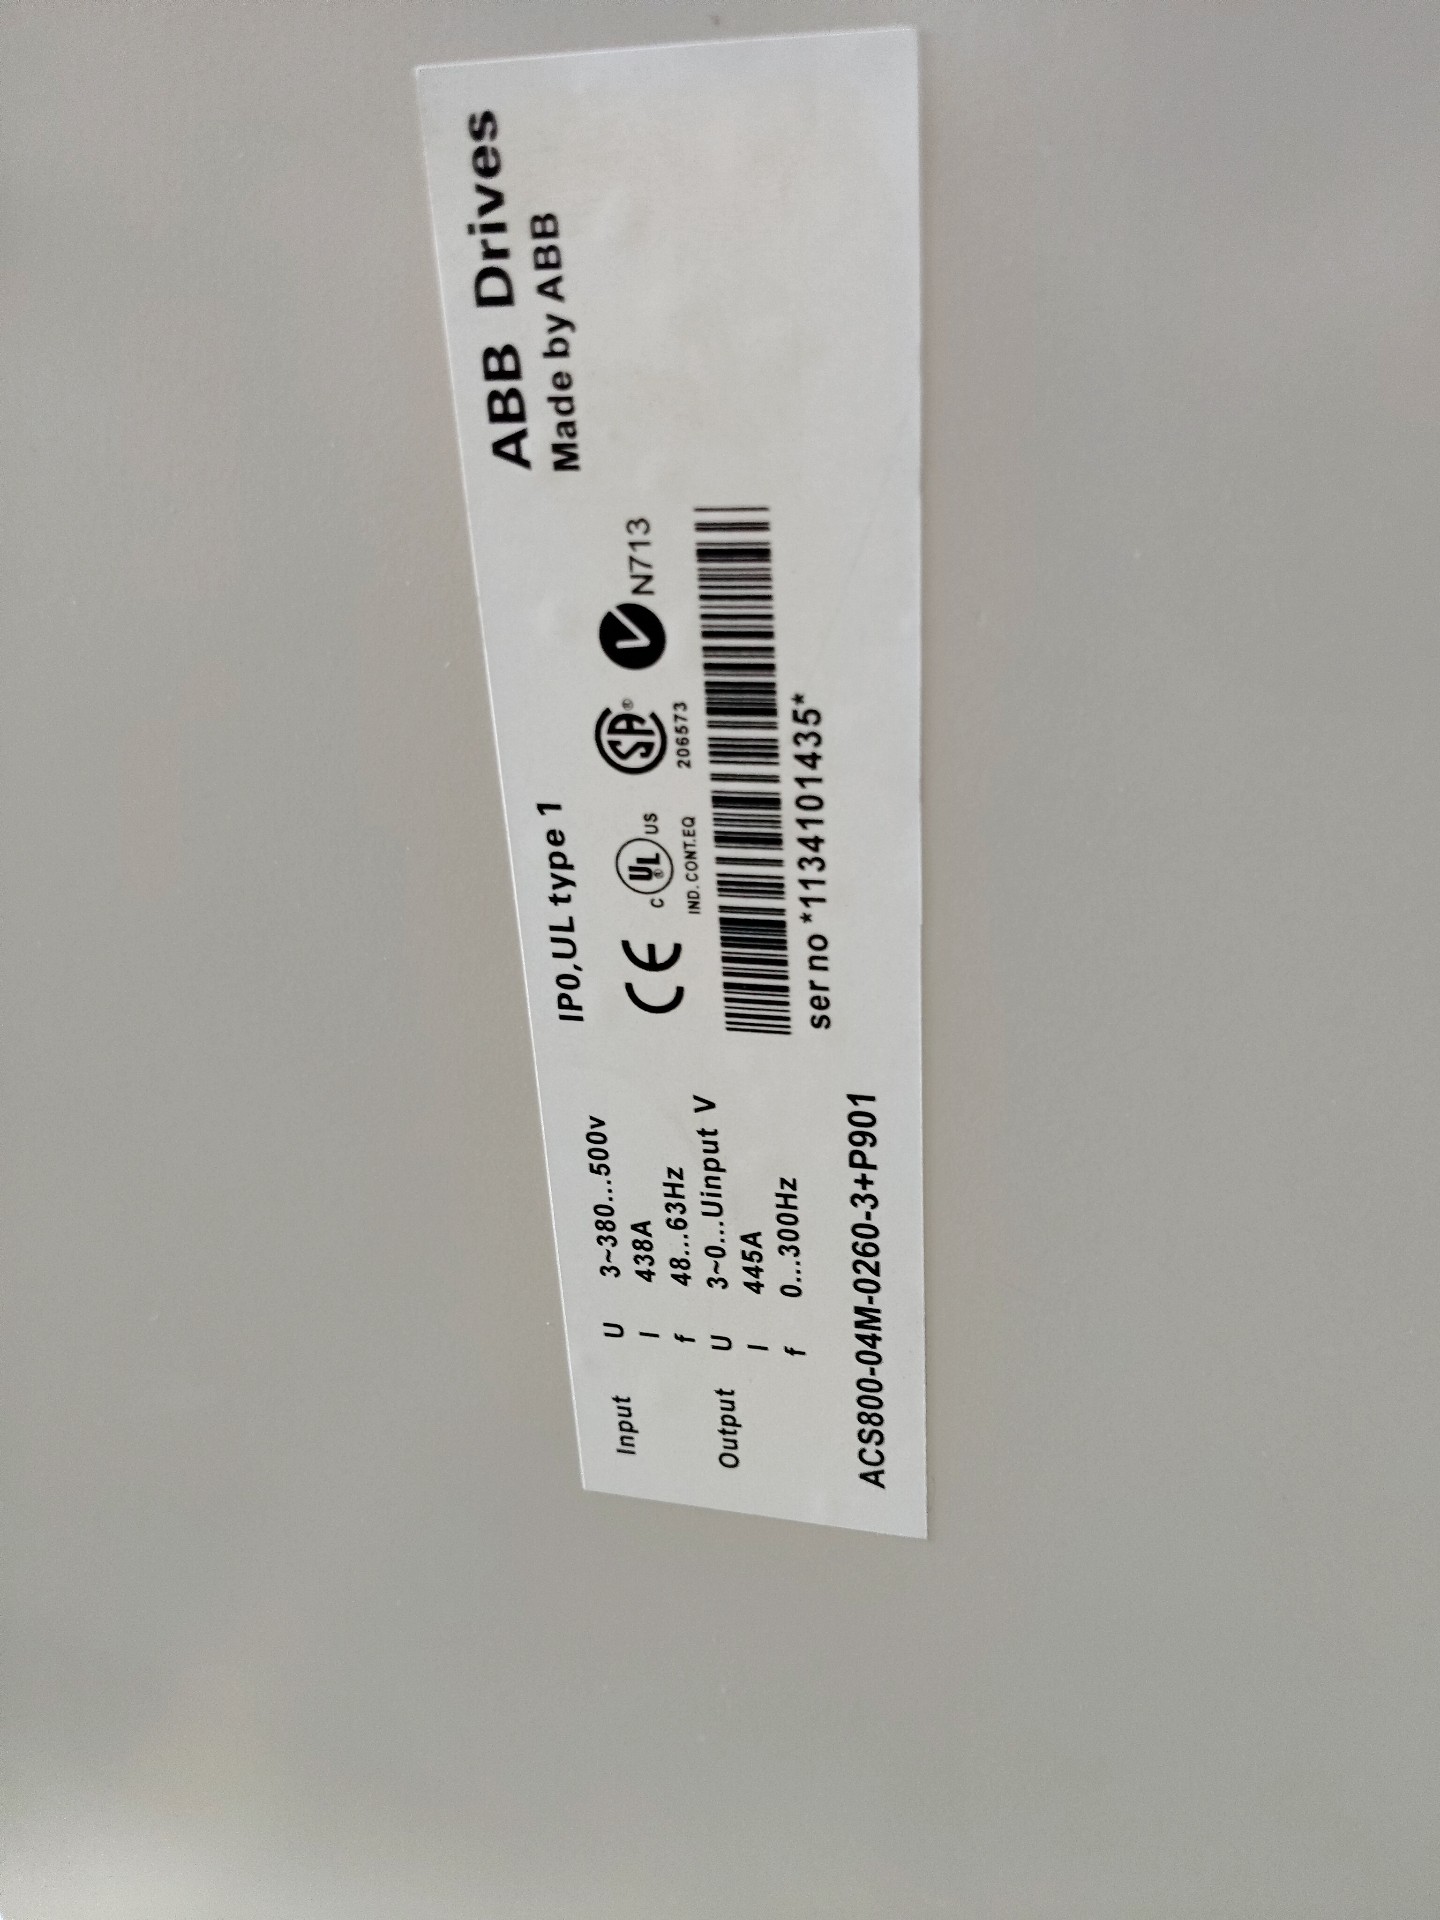 ABB Drives
Made by ABB
IP0,UL type 1
Input U 3~380...500v
I 438A
f 48...63Hz
Output U 3~0...Uinput V
I 445A
f 0...300Hz
CE C UL® US SA® N713
IND. CONT.EQ 206573
ser no *1134101435*
ACS800-04M-0260-3+P901